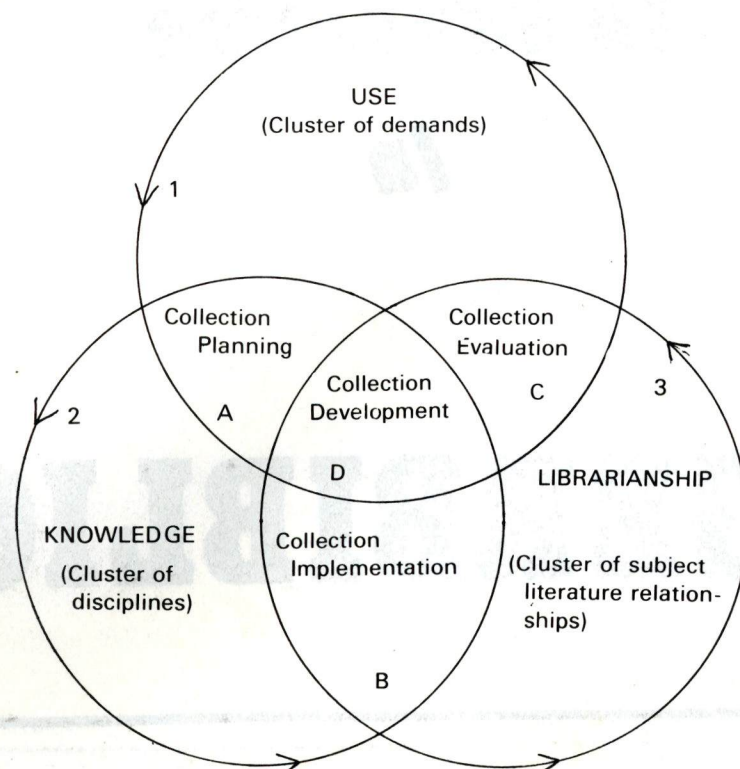 USE
(Cluster of demands)
1
Collection
Planning
A
Collection
Evaluation
C
Collection
Development
D
2
3
KNOWLEDGE
(Cluster of
disciplines)
LIBRARIANSHIP
(Cluster of subject
literature relation-
ships)
Collection
Implementation
B